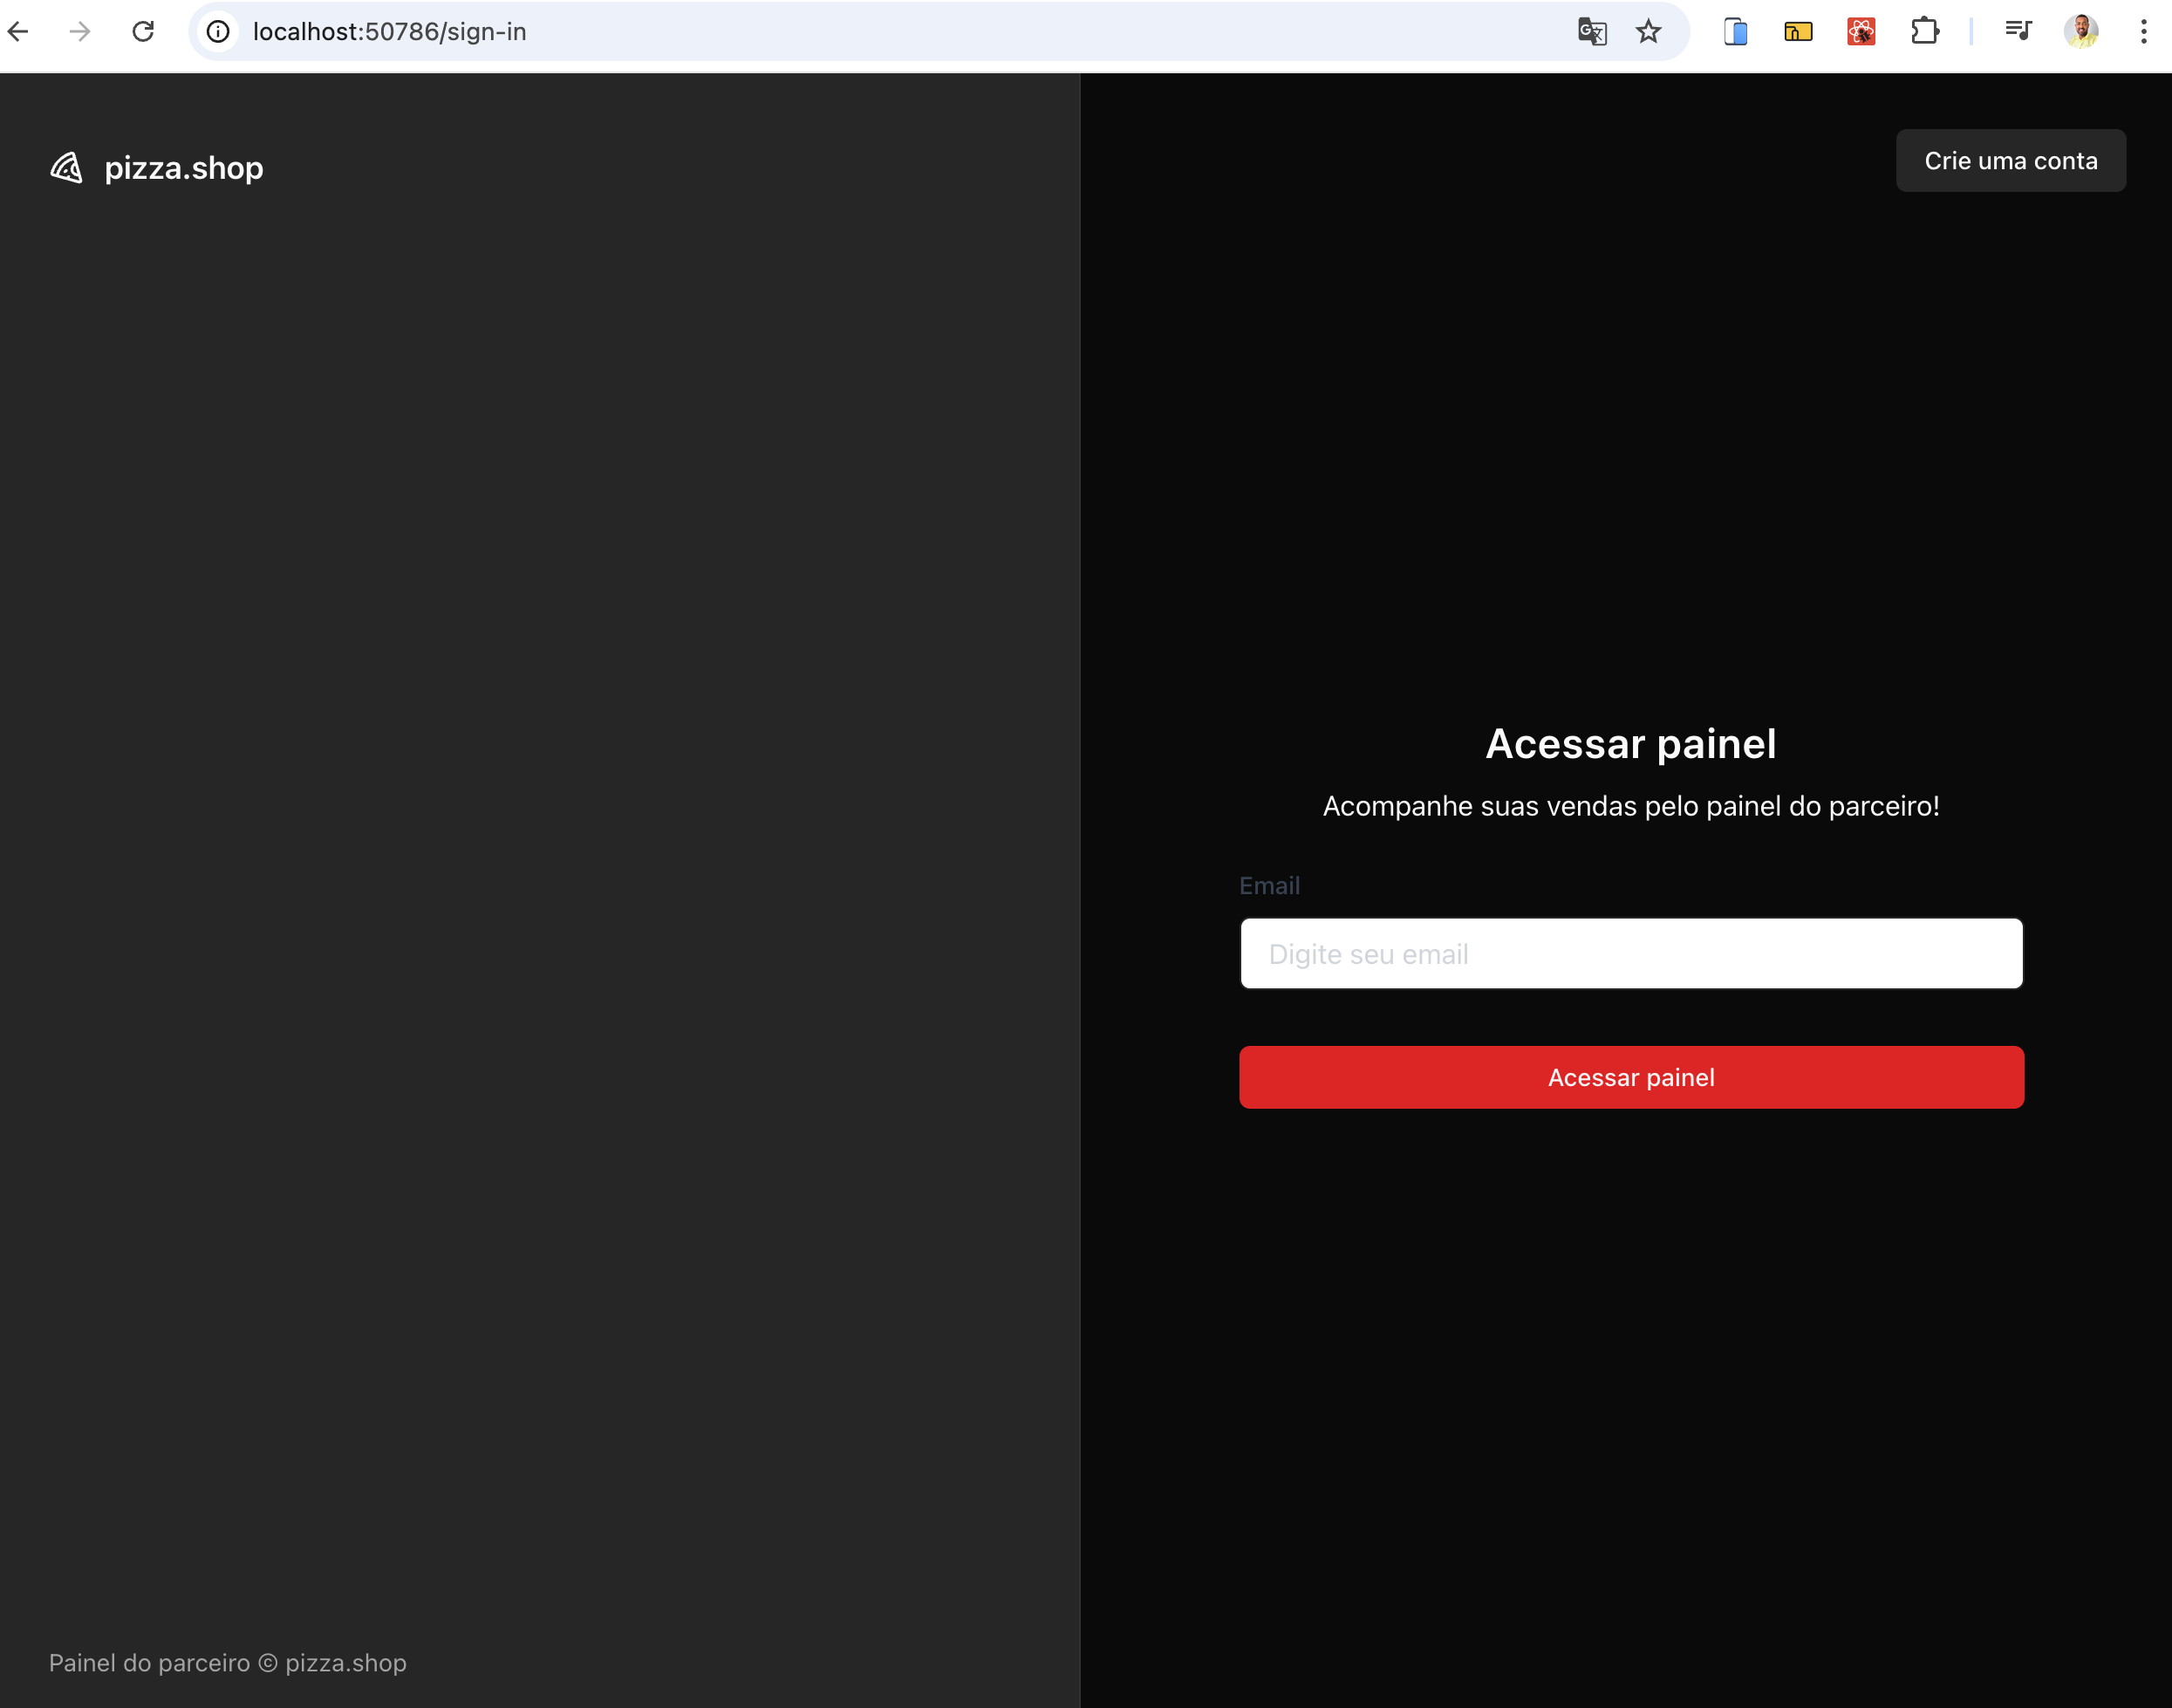 localhost:50786/sign-in
pizza.shop
Crie uma conta
Acessar painel
Acompanhe suas vendas pelo painel do parceiro!
Email
Digite seu email
Acessar painel
Painel do parceiro © pizza.shop